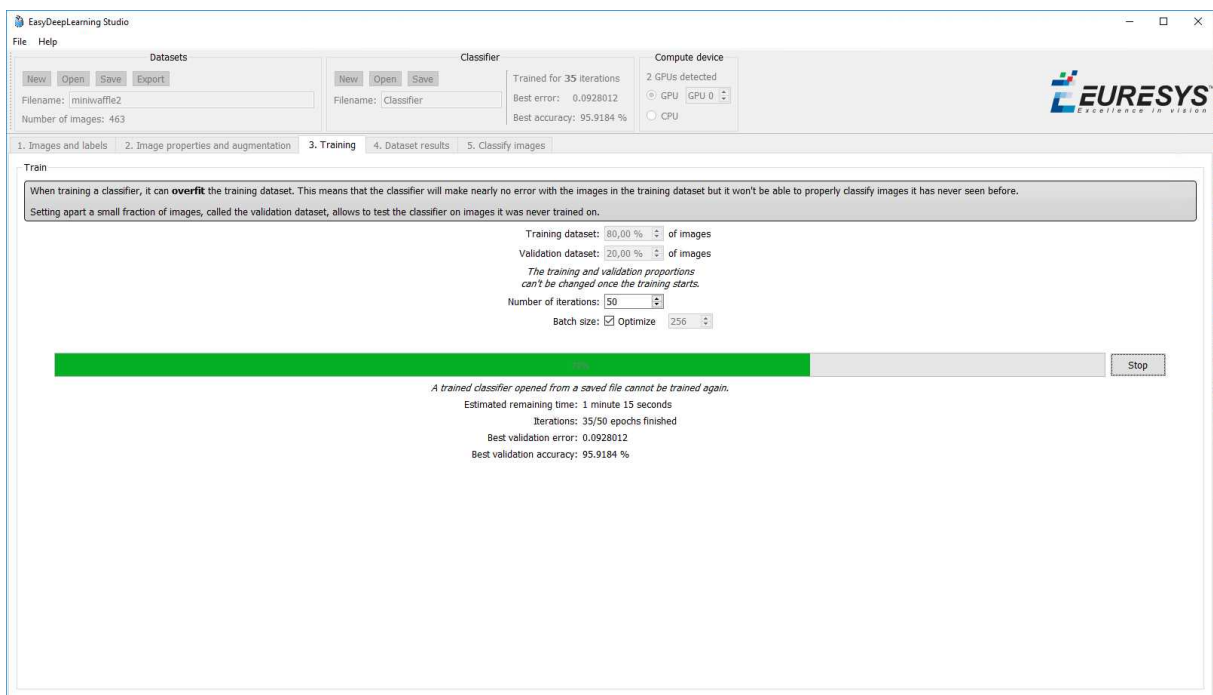 EasyDeepLearning Studio
File Help
Datasets
New Open Save Export
Filename: miniwaffle2
Number of images: 463
Classifier
New Open Save
Filename: Classifier
Trained for 35 iterations
Best error: 0.0928012
Best accuracy: 95.9184 %
Compute device
2 GPUs detected
GPU GPU 0
CPU
EURESYS
Excellence in vision
1. Images and labels 2. Image properties and augmentation 3. Training 4. Dataset results 5. Classify images
Train
When training a classifier, it can overfit the training dataset. This means that the classifier will make nearly no error with the images in the training dataset but it won't be able to properly classify images it has never seen before.
Setting apart a small fraction of images, called the validation dataset, allows to test the classifier on images it was never trained on.
Training dataset: 80,00 % of images
Validation dataset: 20,00 % of images
The training and validation proportions
can't be changed once the training starts.
Number of iterations: 50
Batch size: Optimize 256
Stop
A trained classifier opened from a saved file cannot be trained again.
Estimated remaining time: 1 minute 15 seconds
Iterations: 35/50 epochs finished
Best validation error: 0.0928012
Best validation accuracy: 95.9184 %